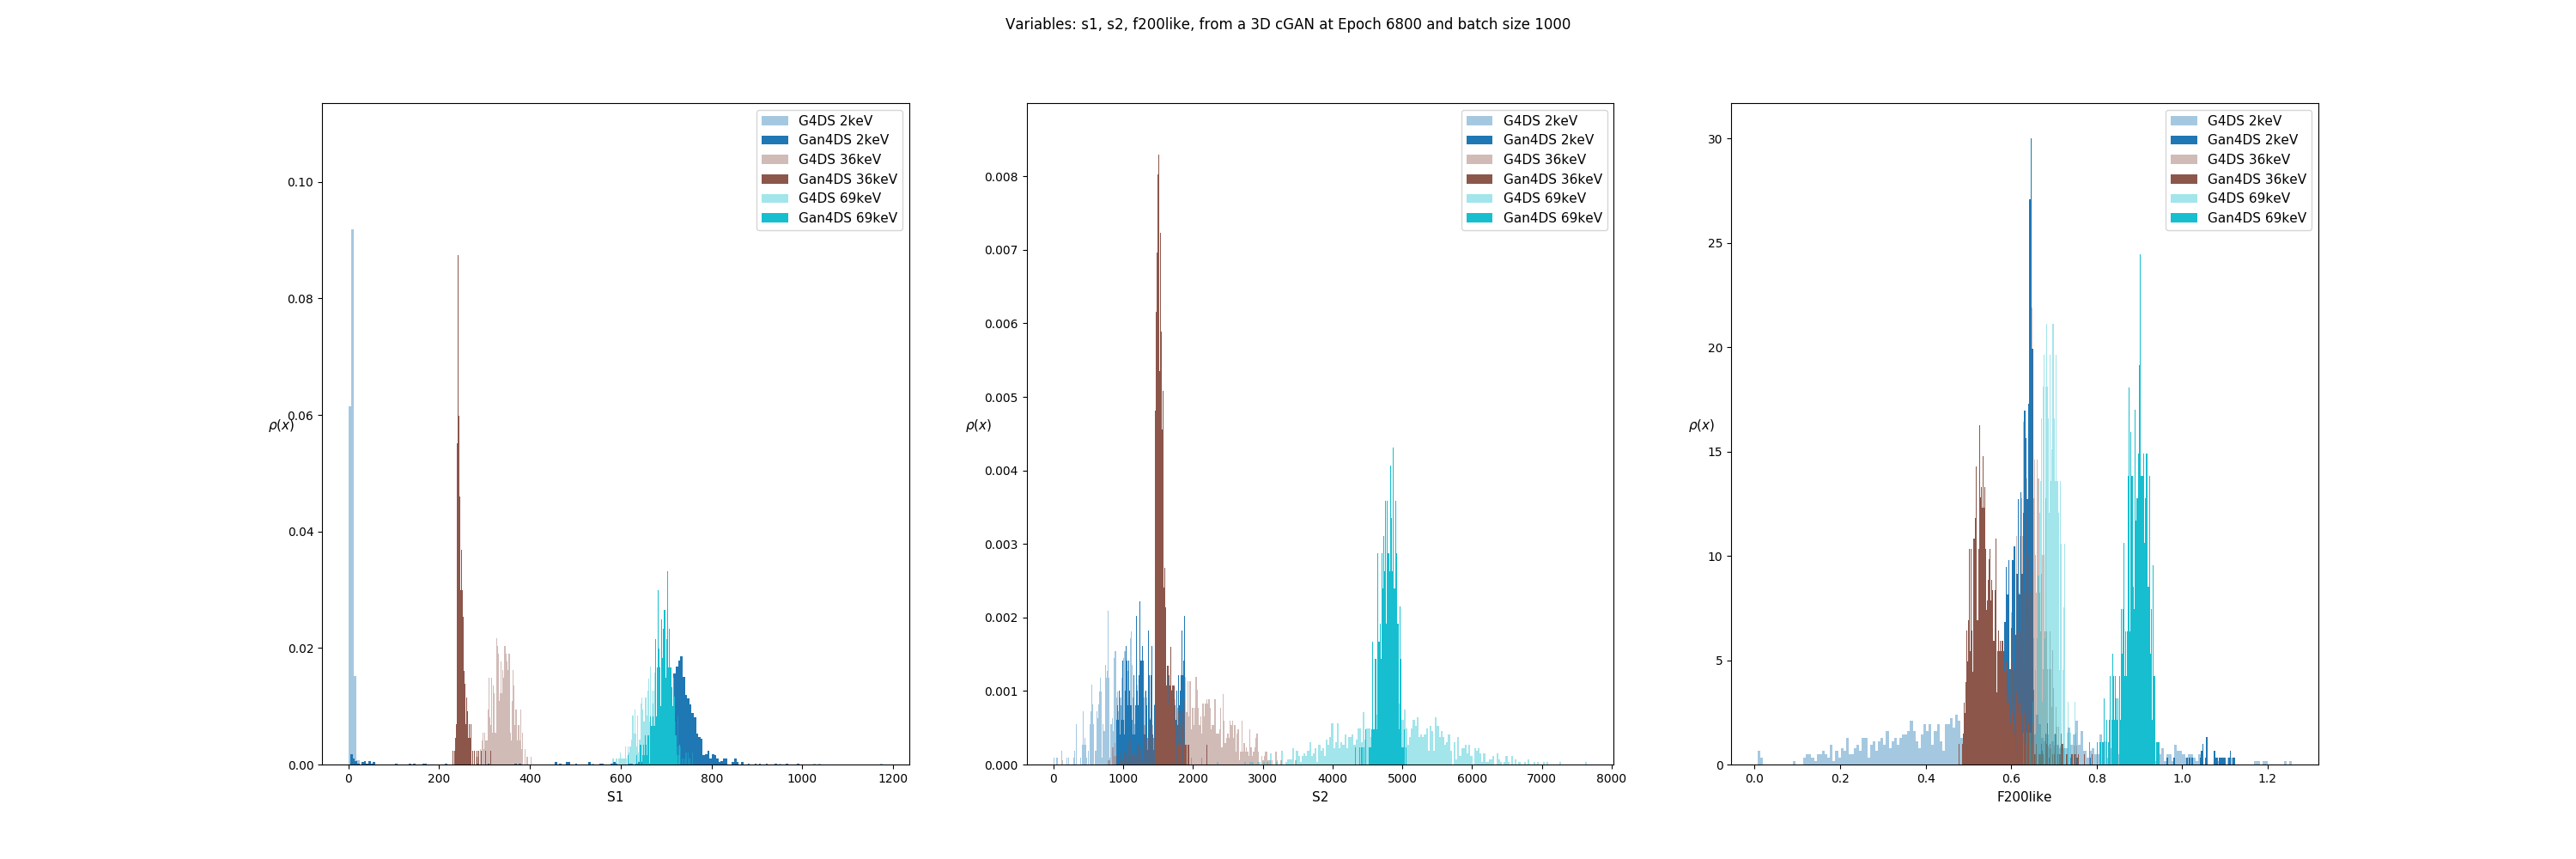 Variables: s1, s2, f200like, from a 3D cGAN at Epoch 6800 and batch size 1000
G4DS 2keV
Gan4DS 2keV
G4DS 36keV
Gan4DS 36keV
G4DS 69keV
Gan4DS 69keV
0.10
0.08
0.06
0.04
0.02
0.00
ρ(x)
0 200 400 600 800 1000 1200
S1
G4DS 2keV
Gan4DS 2keV
G4DS 36keV
Gan4DS 36keV
G4DS 69keV
Gan4DS 69keV
0.008
0.007
0.006
0.005
0.004
0.003
0.002
0.001
0.000
ρ(x)
0 1000 2000 3000 4000 5000 6000 7000 8000
S2
G4DS 2keV
Gan4DS 2keV
G4DS 36keV
Gan4DS 36keV
G4DS 69keV
Gan4DS 69keV
30
25
20
15
10
5
0
ρ(x)
0.0 0.2 0.4 0.6 0.8 1.0 1.2
F200like